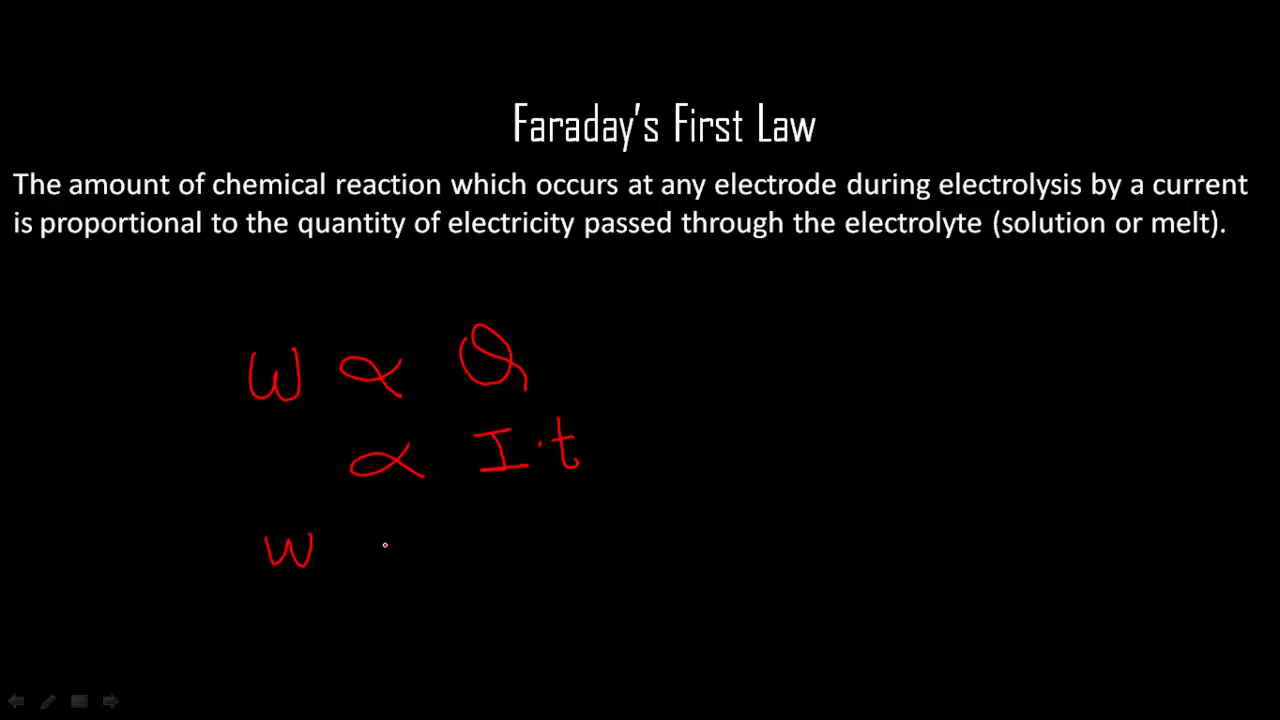 Faraday's First Law
The amount of chemical reaction which occurs at any electrode during electrolysis by a current
is proportional to the quantity of electricity passed through the electrolyte (solution or melt).
W ∝ Q
∝ I.t
W